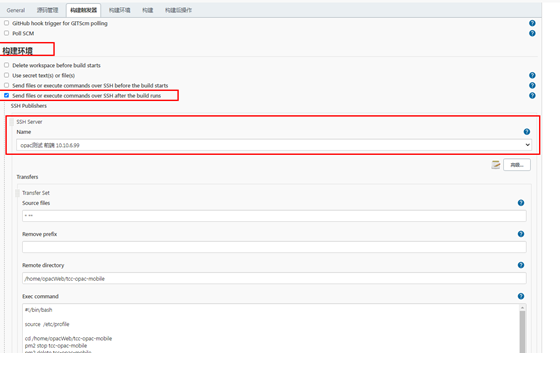 General 源码管理 构建触发器 构建环境 构建 构建后操作
GitHub hook trigger for GITScm polling
Poll SCM
构建环境
Delete workspace before build starts
Use secret text(s) or file(s)
Send files or execute commands over SSH before the build starts
Send files or execute commands over SSH after the build runs
SSH Publishers
SSH Server
Name
opac测试 前端 10.10.6.99
高级...
Transfers
Transfer Set
Source files
Remove prefix
Remote directory
/home/opacWeb/tcc-opac-mobile
Exec command
#!/bin/bash
source /etc/profile
cd /home/opacWeb/tcc-opac-mobile
pm2 stop tcc-opac-mobile
pm2 delete tcc-opac-mobile